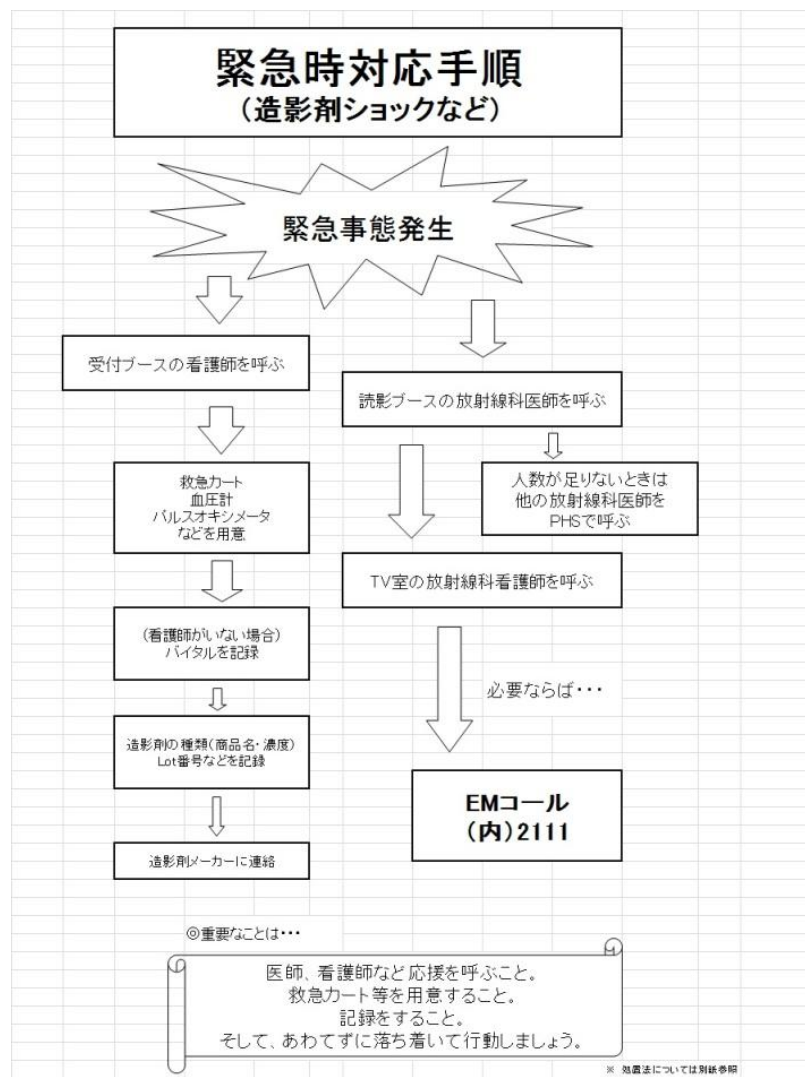 緊急時対応手順
(造影剤ショックなど)
緊急事態発生
受付ブースの看護師を呼ぶ
読影ブースの放射線科医師を呼ぶ
救急カート
血圧計
パルスオキシメータ
などを用意
人数が足りないときは
他の放射線科医師を
PHSで呼ぶ
TV室の放射線科看護師を呼ぶ
(看護師がいない場合)
バイタルを記録
必要ならば・・・
造影剤の種類(商品名・濃度)
Lot番号などを記録
EMコール
(内)2111
造影剤メーカーに連絡
◎重要なことは・・・
医師、看護師など応援を呼ぶこと。
救急カート等を用意すること。
記録をすること。
そして、あわてずに落ち着いて行動しましょう。
※ 処置法については別紙参照